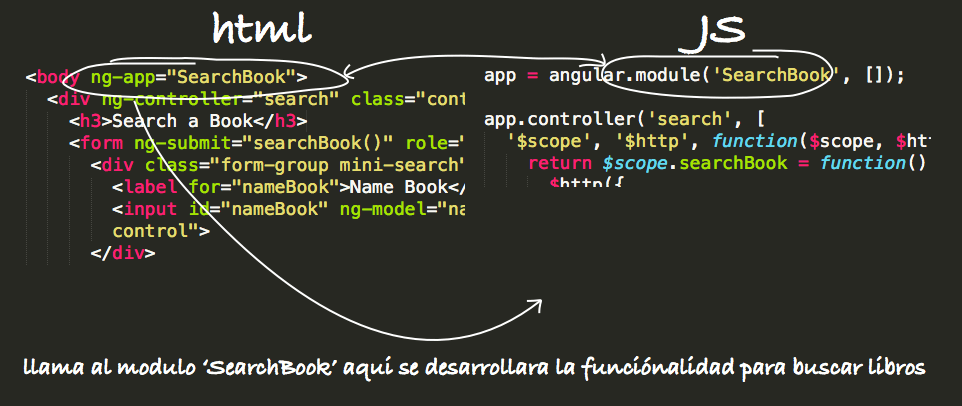 html
<body ng-app="SearchBook">
<div ng-controller="search" class="cont
<h3>Search a Book</h3>
<form ng-submit="searchBook()" role=
<div class="form-group mini-search"
<label for="nameBook">Name Book</
<input id="nameBook" ng-model="na
control">
</div>
JS
app = angular.module('SearchBook', []);
app.controller('search', [
'$scope', '$http', function($scope, $ht
return $scope.searchBook = function()
$http({
llama al modulo ‘SearchBook’ aqui se desarrollara la funciónalidad para buscar libros